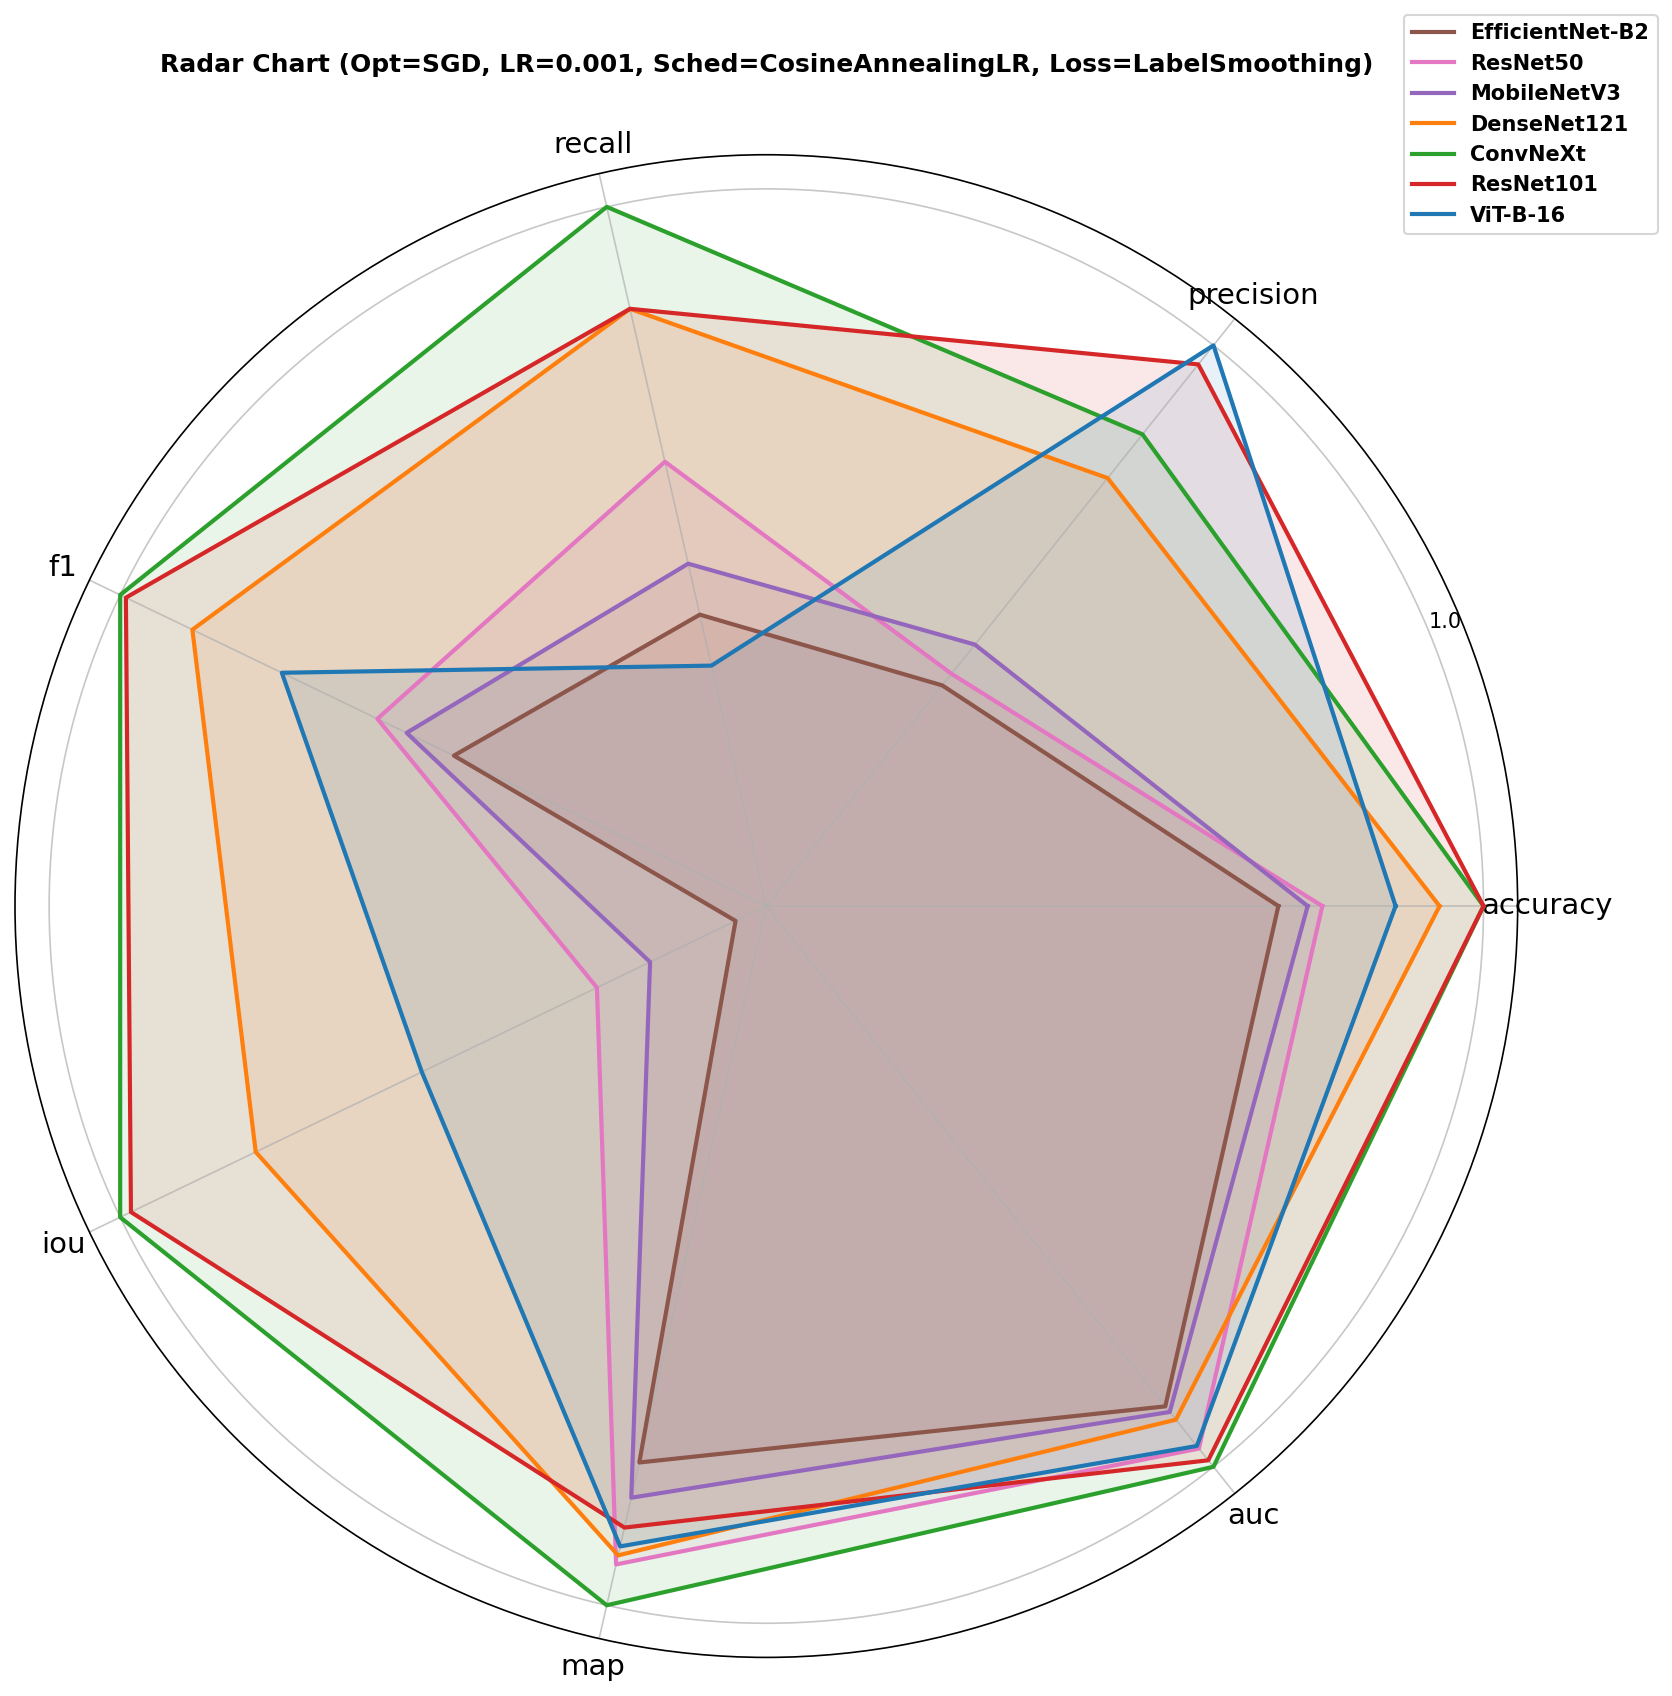 Radar Chart (Opt=SGD, LR=0.001, Sched=CosineAnnealingLR, Loss=LabelSmoothing)
EfficientNet-B2
ResNet50
MobileNetV3
DenseNet121
ConvNeXt
ResNet101
ViT-B-16
recall
precision
f1
1.0
accuracy
iou
auc
map